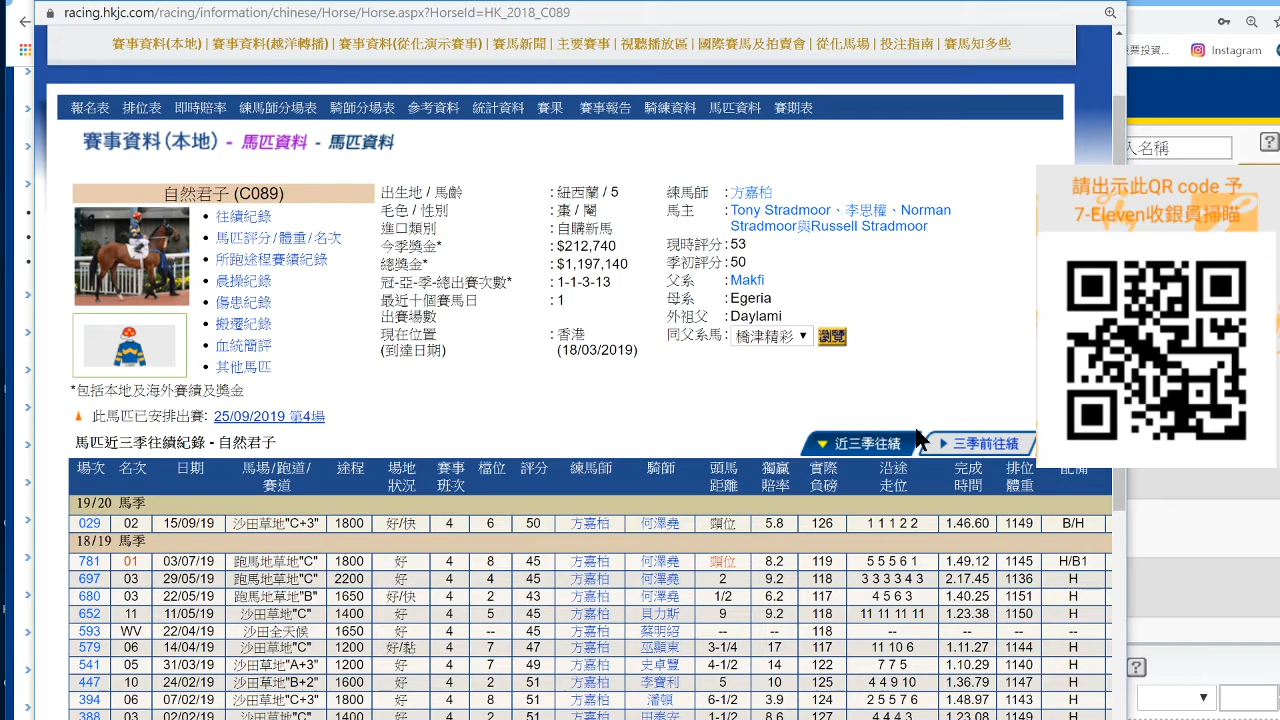 racing.hkjc.com/racing/information/chinese/Horse/Horse.aspx?HorseId=HK_2018_C089
賽事資料(本地) | 賽事資料(越洋轉播) | 賽事資料(從化演示賽事) | 賽馬新聞 | 主要賽事 | 視聽播放區 | 國際賽馬及拍賣會 | 從化馬場 | 投注指南 | 賽馬知多些
票投資...
Instagram
報名表 排位表 即時賠率 練馬師分場表 騎師分場表 參考資料 統計資料 賽果 賽事報告 騎練資料 馬匹資料 賽期表
賽事資料(本地) - 馬匹資料 - 馬匹資料
人名稱
?
請出示此QR code 予
7-Eleven收銀員掃瞄
自然君子 (C089)
• 往績紀錄
• 馬匹評分/體重/名次
• 所跑途程賽績紀錄
• 晨操紀錄
• 傷患紀錄
• 搬遷紀錄
• 血統簡評
• 其他馬匹
出生地 / 馬齡 : 紐西蘭 / 5
毛色 / 性別 : 棗 / 閹
進口類別 : 自購新馬
今季獎金* : $212,740
總獎金* : $1,197,140
冠-亞-季-總出賽次數* : 1-1-3-13
最近十個賽馬日 : 1
出賽場數
現在位置 : 香港
(到達日期) (18/03/2019)
練馬師 : 方嘉柏
馬主 : Tony Stradmoor、李思權、Norman
Stradmoor與Russell Stradmoor
現時評分 : 53
季初評分 : 50
父系 : Makfi
母系 : Egeria
外祖父 : Daylami
同父系馬: 橋津精彩 ▼ 瀏覽
*包括本地及海外賽績及獎金
此馬匹已安排出賽: 25/09/2019 第4場
馬匹近三季往績紀錄 - 自然君子
近三季往績
三季前往績
場次 名次 日期 馬場/跑道/ 途程 場地 賽事 檔位 評分 練馬師 騎師 頭馬 獨贏 實際 沿途 完成 排位 配備
賽道 狀況 班次 距離 賠率 負磅 走位 時間 體重
19/20 馬季
029 02 15/09/19 沙田草地"C+3" 1800 好/快 4 6 50 方嘉柏 何澤堯 頸位 5.8 126 1 1 1 2 2 1.46.60 1149 B/H
18/19 馬季
781 01 03/07/19 跑馬地草地"C" 1800 好 4 8 45 方嘉柏 何澤堯 頸位 8.2 119 5 5 5 6 1 1.49.12 1145 H/B1
697 03 29/05/19 跑馬地草地"C" 2200 好 4 4 45 方嘉柏 何澤堯 2 9.2 118 3 3 3 3 4 3 2.17.45 1136 H
680 03 22/05/19 跑馬地草地"B" 1650 好/快 4 2 43 方嘉柏 何澤堯 1/2 6.2 117 4 5 6 3 1.40.25 1151 H
652 11 11/05/19 沙田草地"C" 1400 好 4 5 45 方嘉柏 貝力斯 9 9.2 118 11 11 11 11 1.23.38 1150 H
593 WV 22/04/19 沙田全天候 1650 好 4 -- 45 方嘉柏 蔡明紹 -- -- 118 -- -- -- H
579 06 14/04/19 沙田草地"C" 1200 好/黏 4 7 47 方嘉柏 巫顯東 3-1/4 17 117 11 10 6 1.11.27 1144 H
541 05 31/03/19 沙田草地"A+3" 1200 好 4 7 49 方嘉柏 史卓豐 4-1/2 14 122 7 7 5 1.10.29 1140 H
447 10 24/02/19 沙田草地"B+2" 1600 好 4 8 51 方嘉柏 李寶利 5 10 125 4 4 9 10 1.36.79 1147 H
394 06 07/02/19 沙田草地"C+3" 1800 好 4 8 51 方嘉柏 潘頓 6-1/2 3.9 124 2 5 5 7 6 1.48.97 1143 H
388 03 02/02/19 沙田草地"C" 1400 好 4 2 51 方嘉柏 田泰安 1-1/2 8.6 127 4 4 4 3 1.23.08 1149 H
?